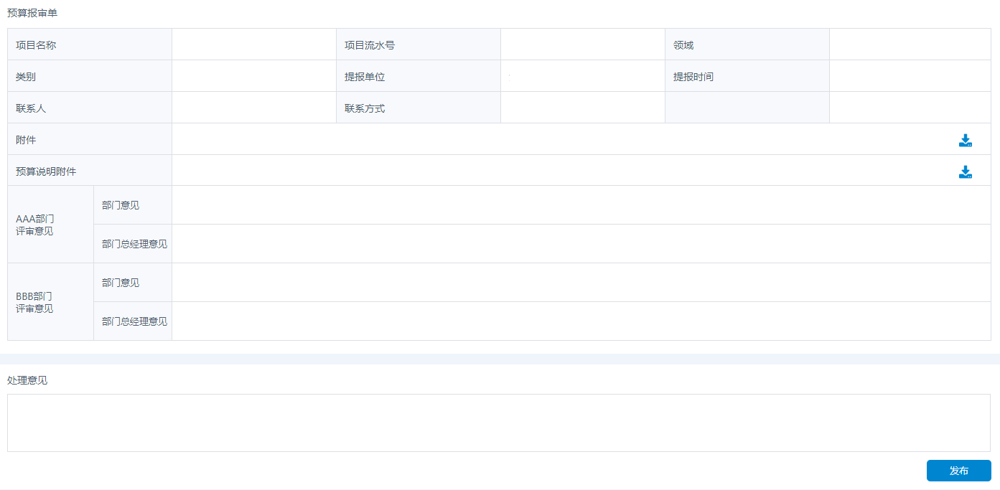 预算报审单
项目名称
项目流水号
领域
类别
提报单位
提报时间
联系人
联系方式
附件
预算说明附件
AAA部门
评审意见
部门意见
部门总经理意见
BBB部门
评审意见
部门意见
部门总经理意见
处理意见
发布